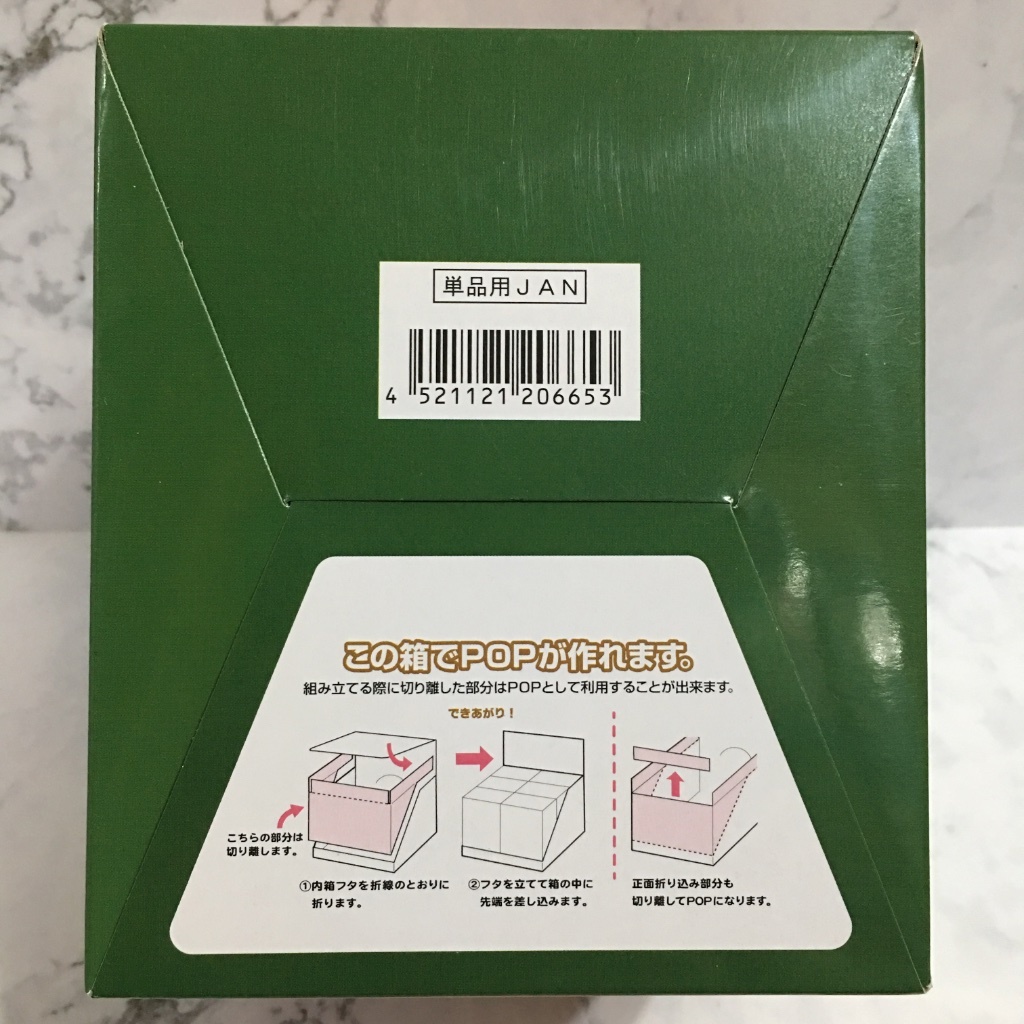 単品用JAN
4 521121 206653
この箱でPOPが作れます。
組み立てる際に切り離した部分はPOPとして利用することが出来ます。
できあがり!
こちらの部分は
切り離します。
①内箱フタを折線のとおりに
折ります。
②フタを立てて箱の中に
先端を差し込みます。
正面折り込み部分も
切り離してPOPになります。